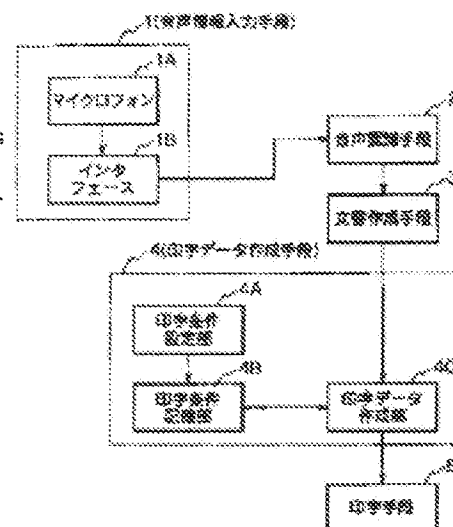 1(音声情報入力手段)
1A
マイクロフォン
1B
インタ
フェース
2
音声認識手段
3
文書作成手段
4(印字データ作成手段)
4A
印字条件
設定部
4B
印字条件
記憶部
4C
印字データ
作成部
印字手段